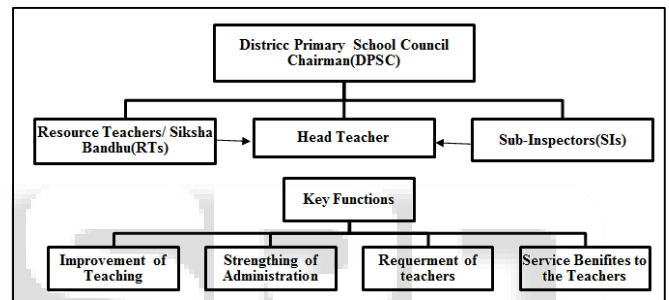 Districc Primary School Council
Chairman(DPSC)
Resource Teachers/ Siksha
Bandhu(RTs)
Head Teacher
Sub-Inspectors(SIs)
Key Functions
Improvement of
Teaching
Strengthing of
Administration
Requerment of
teachers
Service Benifites to
the Teachers